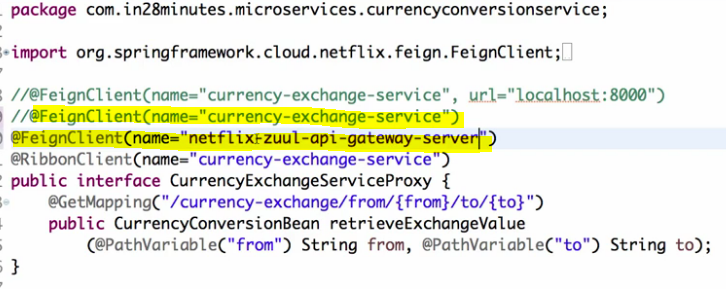 package com.in28minutes.microservices.currencyconversionservice;
import org.springframework.cloud.netflix.feign.FeignClient;
//@FeignClient(name="currency-exchange-service", url="localhost:8000")
//@FeignClient(name="currency-exchange-service")
@FeignClient(name="netflix-zuul-api-gateway-server")
@RibbonClient(name="currency-exchange-service")
public interface CurrencyExchangeServiceProxy {
@GetMapping("/currency-exchange/from/{from}/to/{to}")
public CurrencyConversionBean retrieveExchangeValue
(@PathVariable("from") String from, @PathVariable("to") String to);
}